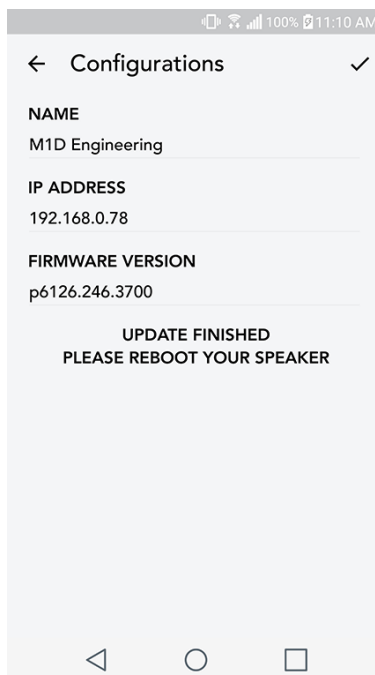 100% 11:10 AM
Configurations
NAME
M1D Engineering
IP ADDRESS
192.168.0.78
FIRMWARE VERSION
p6126.246.3700
UPDATE FINISHED
PLEASE REBOOT YOUR SPEAKER